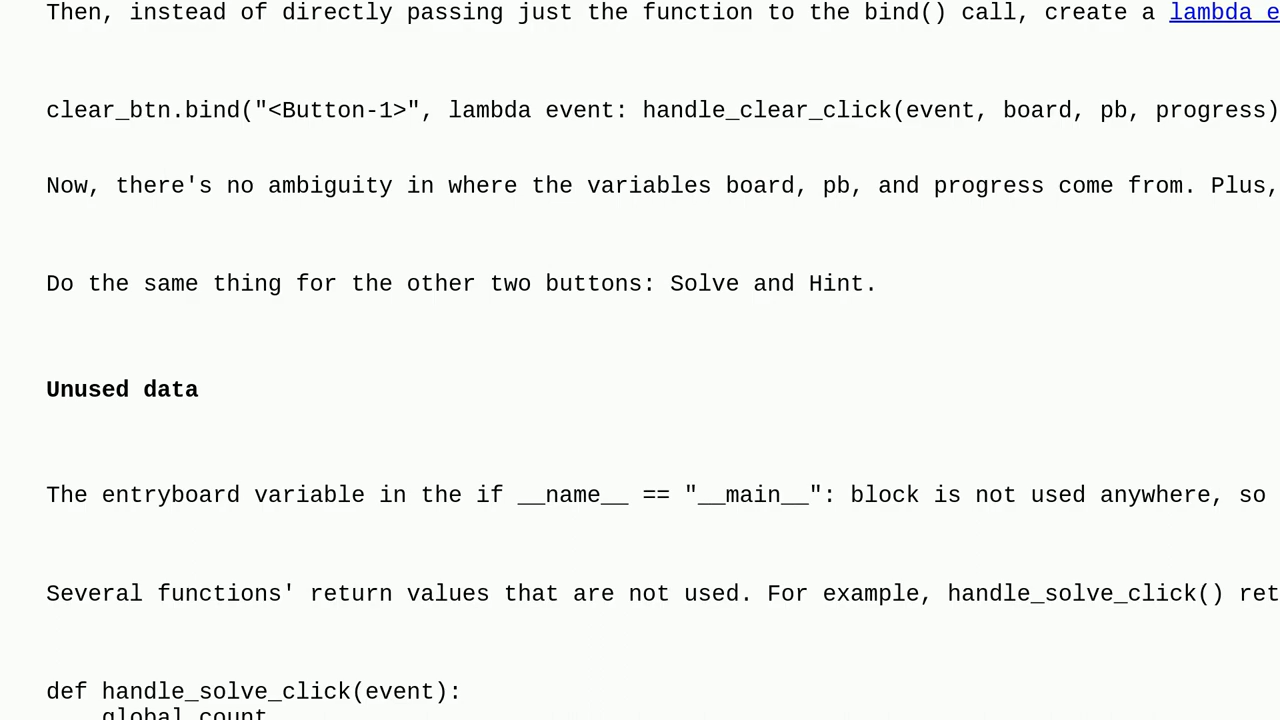 Then, instead of directly passing just the function to the bind() call, create a lambda e
clear_btn.bind("<Button-1>", lambda event: handle_clear_click(event, board, pb, progress)
Now, there's no ambiguity in where the variables board, pb, and progress come from. Plus,
Do the same thing for the other two buttons: Solve and Hint.
Unused data
The entryboard variable in the if __name__ == "__main__": block is not used anywhere, so
Several functions' return values that are not used. For example, handle_solve_click() ret
def handle_solve_click(event):
    global count